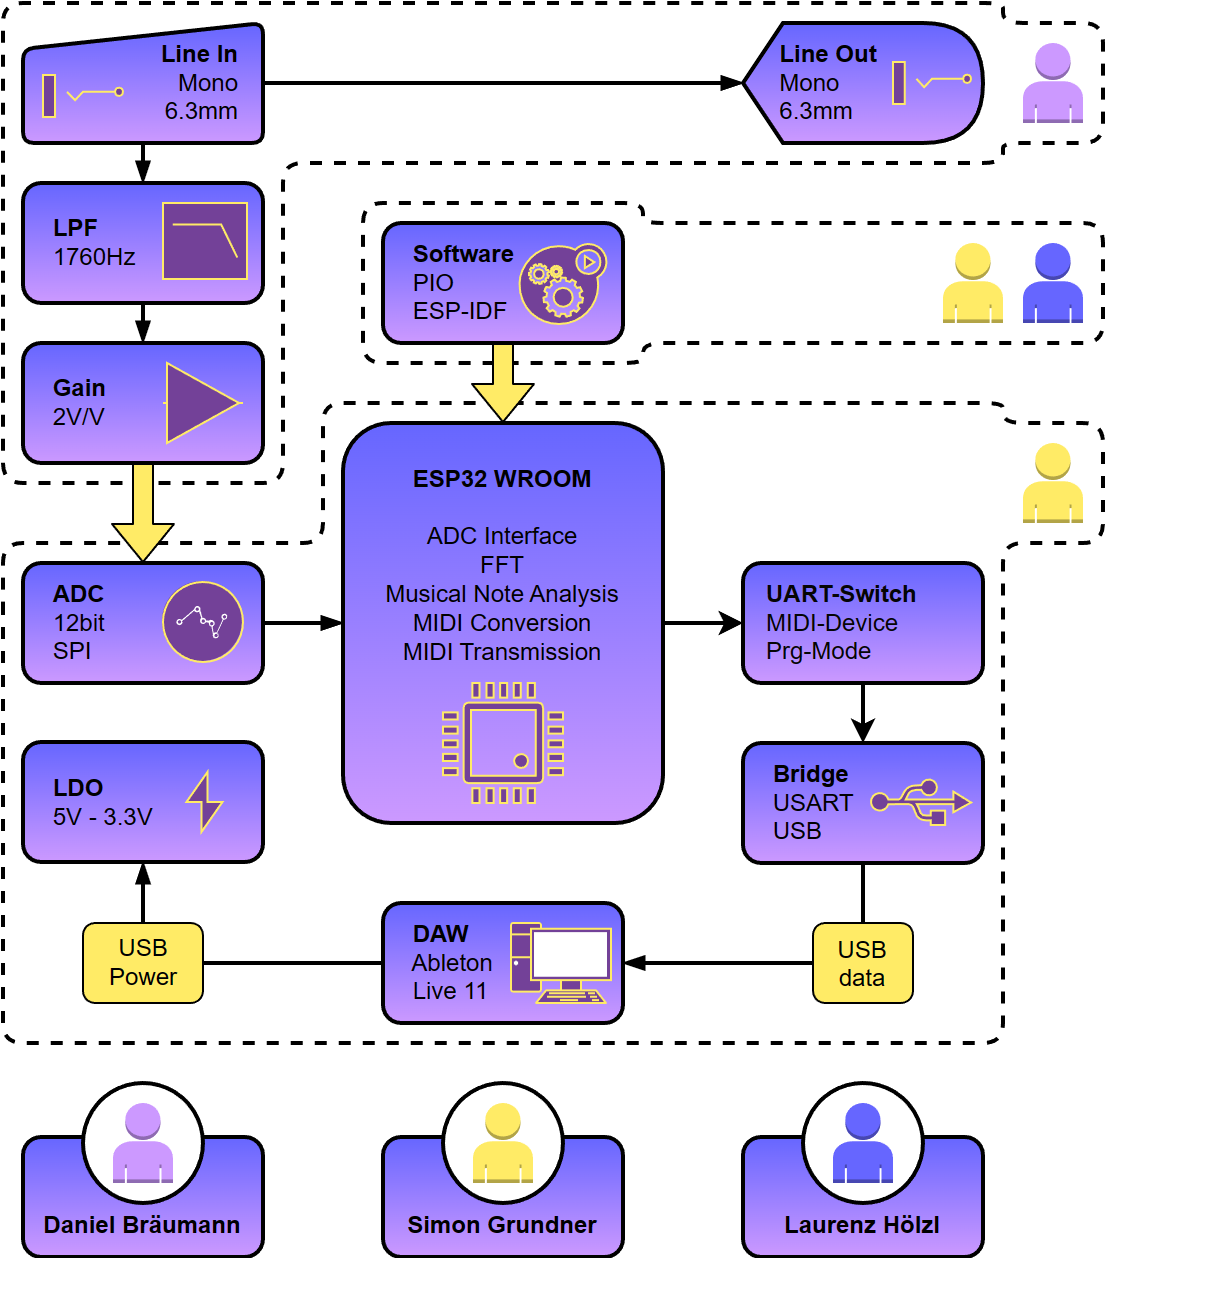 Line In
Mono
6.3mm
Line Out
Mono
6.3mm
LPF
1760Hz
Software
PIO
ESP-IDF
Gain
2V/V
ESP32 WROOM
ADC Interface
FFT
Musical Note Analysis
MIDI Conversion
MIDI Transmission
ADC
12bit
SPI
UART-Switch
MIDI-Device
Prg-Mode
LDO
5V - 3.3V
Bridge
USART
USB
USB
Power
DAW
Ableton
Live 11
USB
data
Daniel Bräumann
Simon Grundner
Laurenz Hölzl